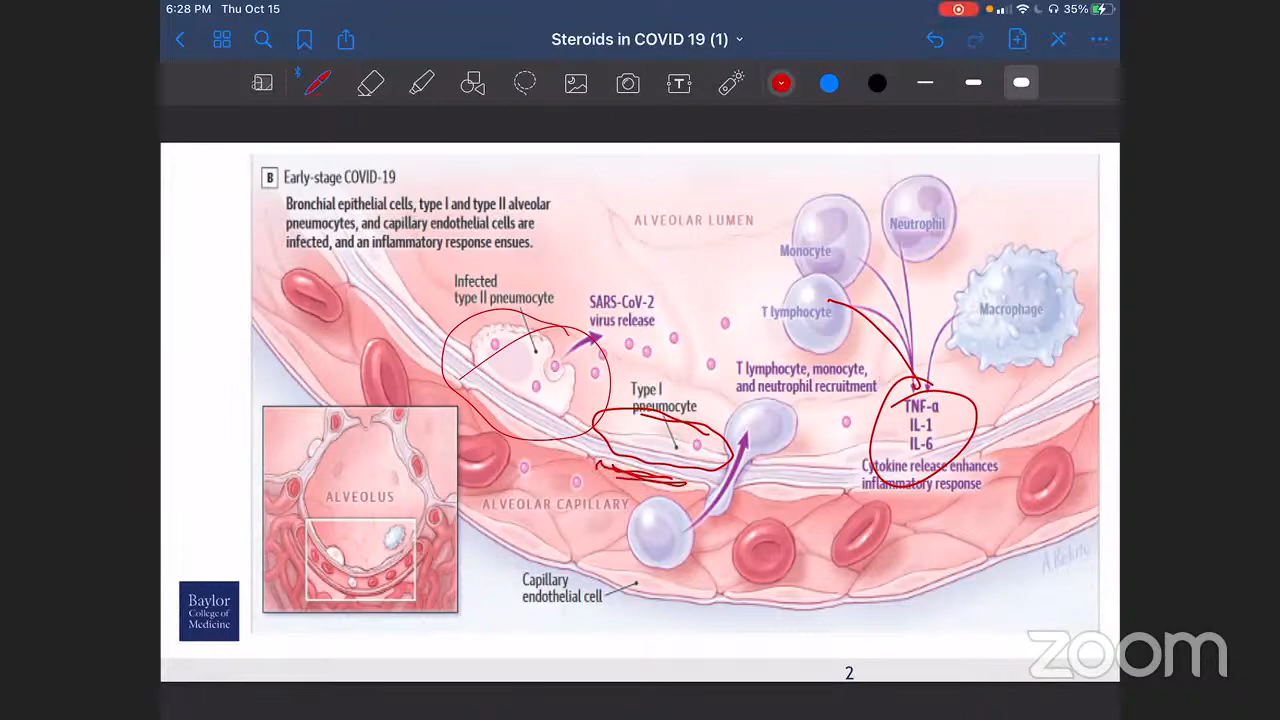 6:28 PM Thu Oct 15
35%
Steroids in COVID 19 (1)
T
B Early-stage COVID-19
Bronchial epithelial cells, type I and type II alveolar
pneumocytes, and capillary endothelial cells are
infected, and an inflammatory response ensues.
ALVEOLAR LUMEN
Neutrophil
Monocyte
Infected
type II pneumocyte
SARS-CoV-2
virus release
T lymphocyte
Macrophage
T lymphocyte, monocyte,
and neutrophil recruitment
Type I
pneumocyte
TNF-α
IL-1
IL-6
Cytokine release enhances
inflammatory response
ALVEOLUS
ALVEOLAR CAPILLARY
Capillary
endothelial cell
Baylor
College of
Medicine
zoom
2